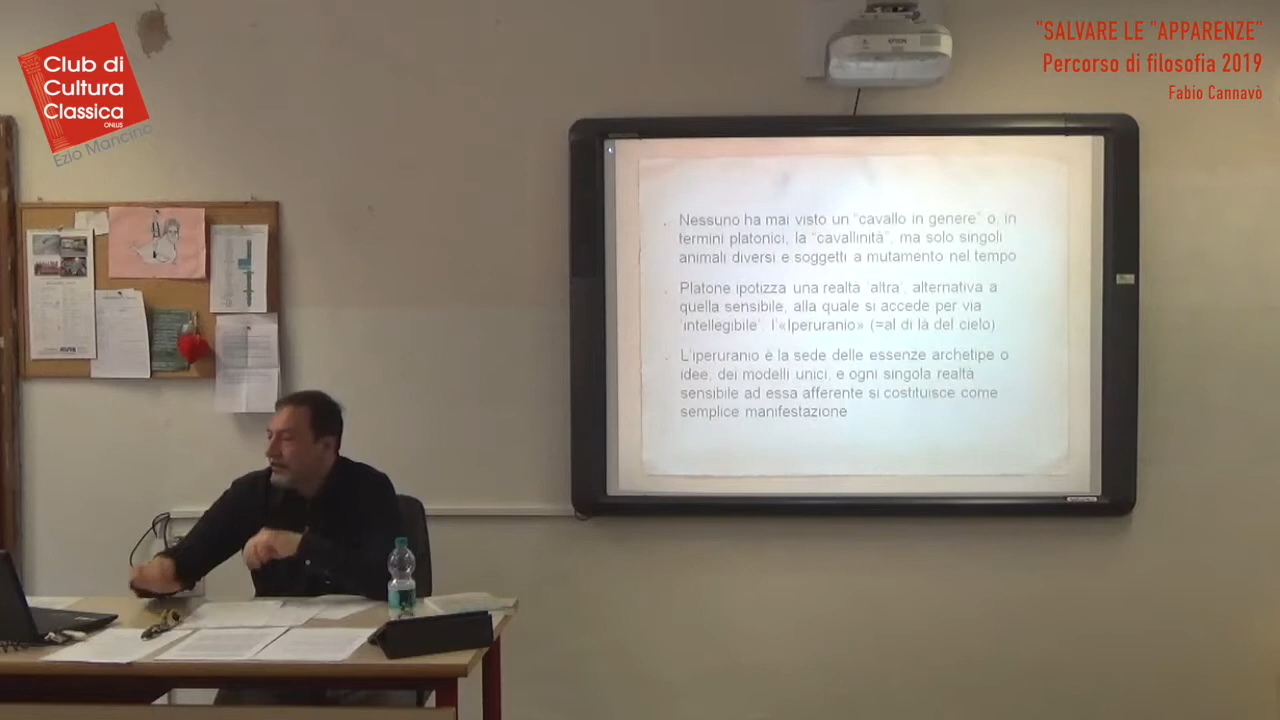 Club di
Cultura
Classica
ONLUS
Ezio Mancino
"SALVARE LE "APPARENZE"
Percorso di filosofia 2019
Fabio Cannavò
EPSON
Nessuno ha mai visto un "cavallo in genere" o, in
termini platonici, la "cavallinità", ma solo singoli
animali diversi e soggetti a mutamento nel tempo
Platone ipotizza una realtà 'altra', alternativa a
quella sensibile, alla quale si accede per via
'intellegibile', l'«Iperuranio» (=al di là del cielo)
L'iperuranio è la sede delle essenze archetipe o
idee, dei modelli unici, e ogni singola realtà
sensibile ad essa afferente si costituisce come
semplice manifestazione